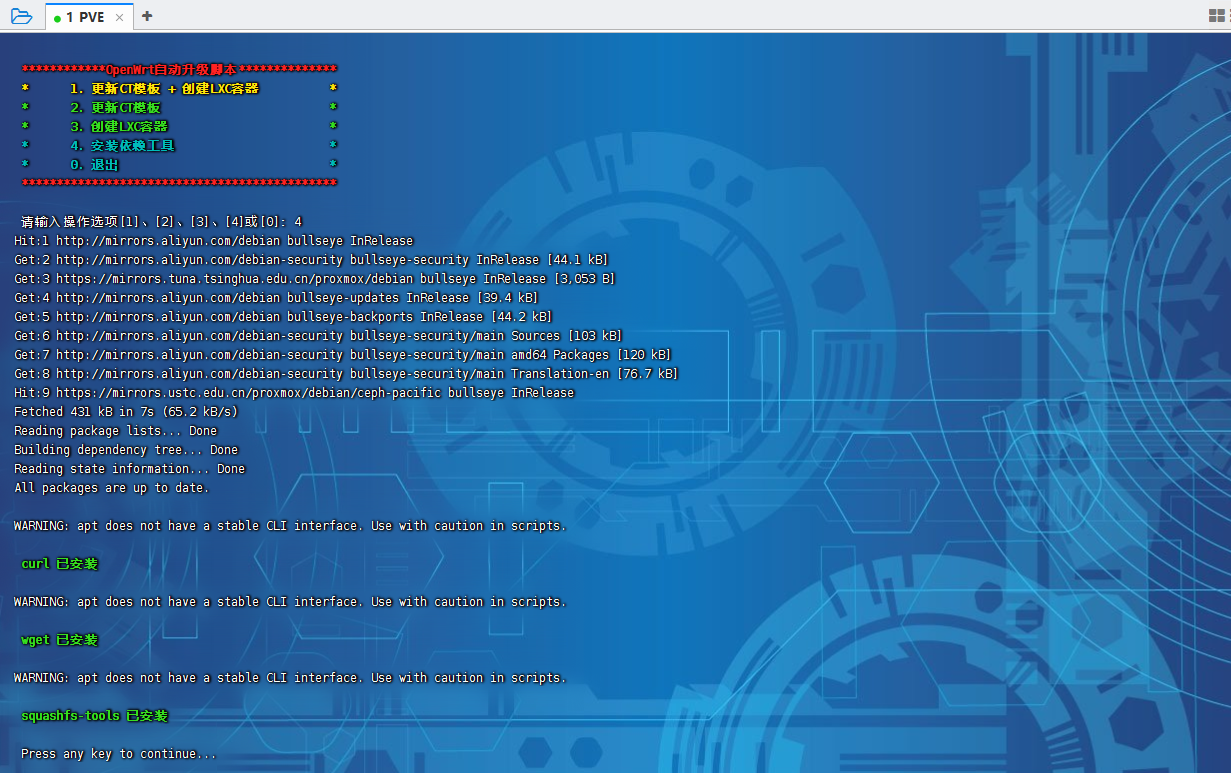 1 PVE × +
************OpenWrt自动升级脚本**************
* 1. 更新CT模板 + 创建LXC容器 *
* 2. 更新CT模板 *
* 3. 创建LXC容器 *
* 4. 安装依赖工具 *
* 0. 退出 *
*********************************************
请输入操作选项[1]、[2]、[3]、[4]或[0]: 4
Hit:1 http://mirrors.aliyun.com/debian bullseye InRelease
Get:2 http://mirrors.aliyun.com/debian-security bullseye-security InRelease [44.1 kB]
Get:3 https://mirrors.tuna.tsinghua.edu.cn/proxmox/debian bullseye InRelease [3,053 B]
Get:4 http://mirrors.aliyun.com/debian bullseye-updates InRelease [39.4 kB]
Get:5 http://mirrors.aliyun.com/debian bullseye-backports InRelease [44.2 kB]
Get:6 http://mirrors.aliyun.com/debian-security bullseye-security/main Sources [103 kB]
Get:7 http://mirrors.aliyun.com/debian-security bullseye-security/main amd64 Packages [120 kB]
Get:8 http://mirrors.aliyun.com/debian-security bullseye-security/main Translation-en [76.7 kB]
Hit:9 https://mirrors.ustc.edu.cn/proxmox/debian/ceph-pacific bullseye InRelease
Fetched 431 kB in 7s (65.2 kB/s)
Reading package lists... Done
Building dependency tree... Done
Reading state information... Done
All packages are up to date.
WARNING: apt does not have a stable CLI interface. Use with caution in scripts.
curl 已安装
WARNING: apt does not have a stable CLI interface. Use with caution in scripts.
wget 已安装
WARNING: apt does not have a stable CLI interface. Use with caution in scripts.
squashfs-tools 已安装
Press any key to continue...